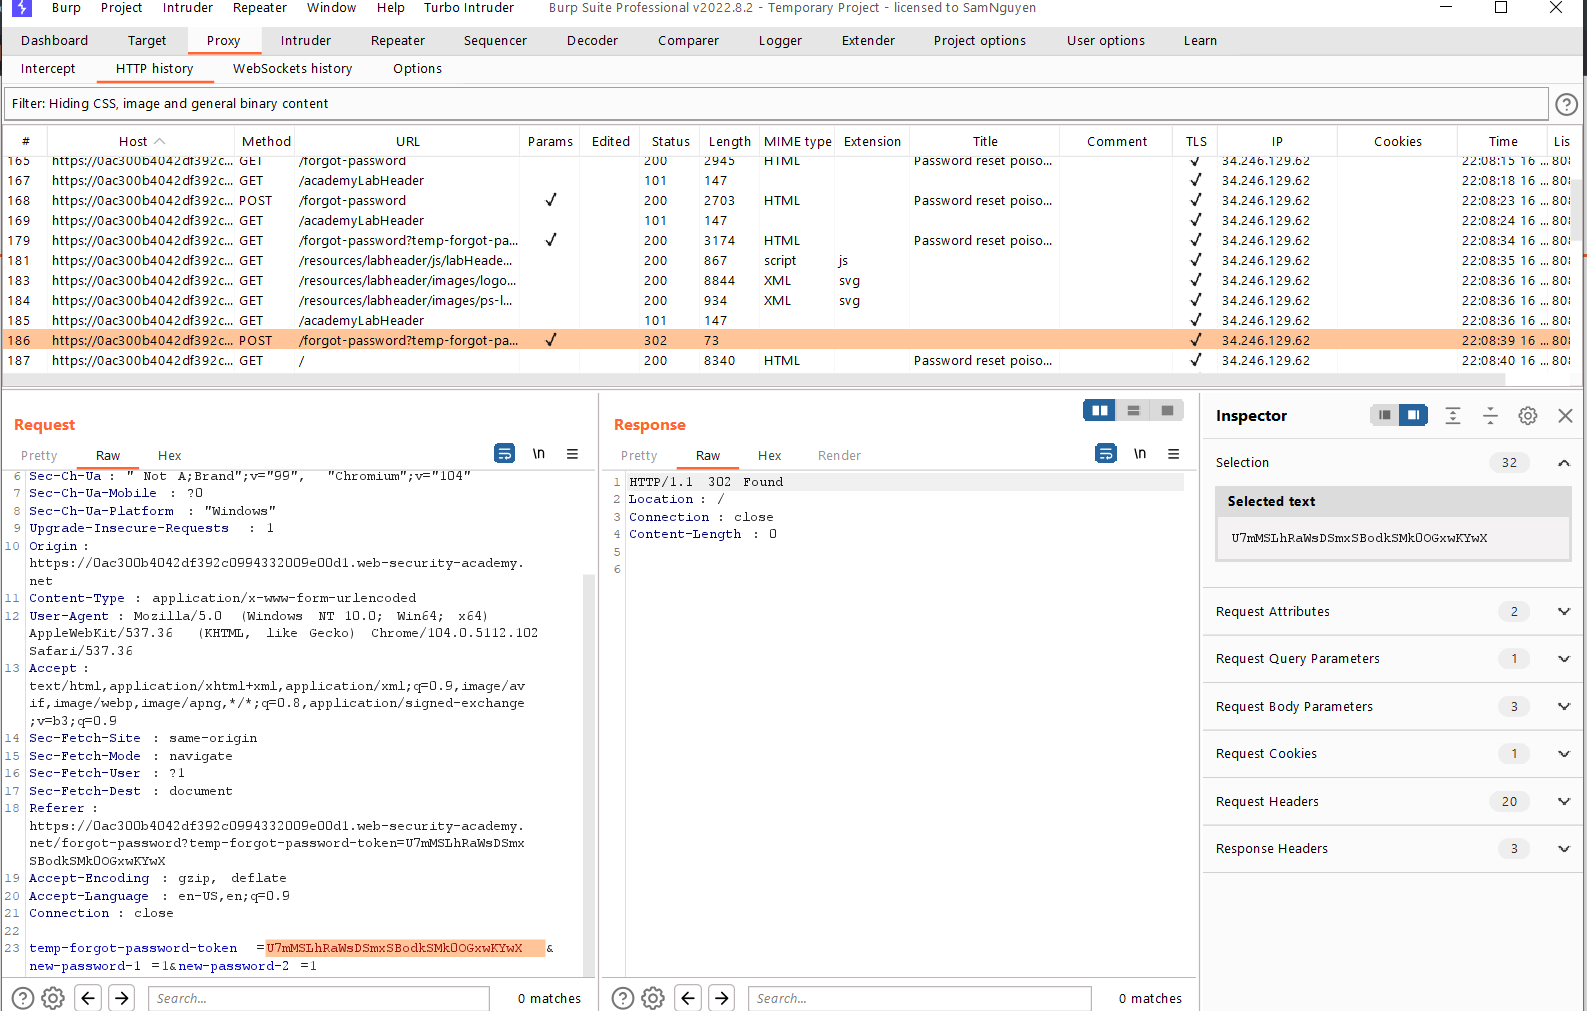 Burp Project Intruder Repeater Window Help Turbo Intruder Burp Suite Professional v2022.8.2 - Temporary Project - licensed to SamNguyen
Dashboard Target Proxy Intruder Repeater Sequencer Decoder Comparer Logger Extender Project options User options Learn
Intercept HTTP history WebSockets history Options
Filter: Hiding CSS, image and general binary content
# Host Method URL Params Edited Status Length MIME type Extension Title Comment TLS IP Cookies Time Lis
165 https://0ac300b4042df392c... GET /forgot-password 200 2945 HTML Password reset poiso... ✓ 34.246.129.62 22:08:15 16 ... 808
167 https://0ac300b4042df392c... GET /academyLabHeader 101 147 ✓ 34.246.129.62 22:08:18 16 ... 808
168 https://0ac300b4042df392c... POST /forgot-password ✓ 200 2703 HTML Password reset poiso... ✓ 34.246.129.62 22:08:23 16 ... 808
169 https://0ac300b4042df392c... GET /academyLabHeader 101 147 ✓ 34.246.129.62 22:08:24 16 ... 808
179 https://0ac300b4042df392c... GET /forgot-password?temp-forgot-pa... ✓ 200 3174 HTML Password reset poiso... ✓ 34.246.129.62 22:08:34 16 ... 808
181 https://0ac300b4042df392c... GET /resources/labheader/js/labHeade... 200 867 script js ✓ 34.246.129.62 22:08:35 16 ... 808
183 https://0ac300b4042df392c... GET /resources/labheader/images/logo... 200 8844 XML svg ✓ 34.246.129.62 22:08:36 16 ... 808
184 https://0ac300b4042df392c... GET /resources/labheader/images/ps-l... 200 934 XML svg ✓ 34.246.129.62 22:08:36 16 ... 808
185 https://0ac300b4042df392c... GET /academyLabHeader 101 147 ✓ 34.246.129.62 22:08:36 16 ... 808
186 https://0ac300b4042df392c... POST /forgot-password?temp-forgot-pa... ✓ 302 73 ✓ 34.246.129.62 22:08:39 16 ... 808
187 https://0ac300b4042df392c... GET / 200 8340 HTML Password reset poiso... ✓ 34.246.129.62 22:08:40 16 ... 808
Request
Pretty Raw Hex \n
6 Sec-Ch-Ua : " Not A;Brand";v="99", "Chromium";v="104"
7 Sec-Ch-Ua-Mobile : ?0
8 Sec-Ch-Ua-Platform : "Windows"
9 Upgrade-Insecure-Requests : 1
10 Origin :
https://0ac300b4042df392c0994332009e00d1.web-security-academy.
net
11 Content-Type : application/x-www-form-urlencoded
12 User-Agent : Mozilla/5.0 (Windows NT 10.0; Win64; x64)
AppleWebKit/537.36 (KHTML, like Gecko) Chrome/104.0.5112.102
Safari/537.36
13 Accept :
text/html,application/xhtml+xml,application/xml;q=0.9,image/av
if,image/webp,image/apng,*/*;q=0.8,application/signed-exchange
;v=b3;q=0.9
14 Sec-Fetch-Site : same-origin
15 Sec-Fetch-Mode : navigate
16 Sec-Fetch-User : ?1
17 Sec-Fetch-Dest : document
18 Referer :
https://0ac300b4042df392c0994332009e00d1.web-security-academy.
net/forgot-password?temp-forgot-password-token=U7mMSLhRaWsDSmx
SBodkSMk0OGxwKYwX
19 Accept-Encoding : gzip, deflate
20 Accept-Language : en-US,en;q=0.9
21 Connection : close
22
23 temp-forgot-password-token =U7mMSLhRaWsDSmxSBodkSMk0OGxwKYwX &
new-password-1 =1&new-password-2 =1
Search... 0 matches
Response
Pretty Raw Hex Render \n
1 HTTP/1.1 302 Found
2 Location : /
3 Connection : close
4 Content-Length : 0
5
6
Search... 0 matches
Inspector
Selection 32
Selected text
U7mMSLhRaWsDSmxSBodkSMk0OGxwKYwX
Request Attributes 2
Request Query Parameters 1
Request Body Parameters 3
Request Cookies 1
Request Headers 20
Response Headers 3